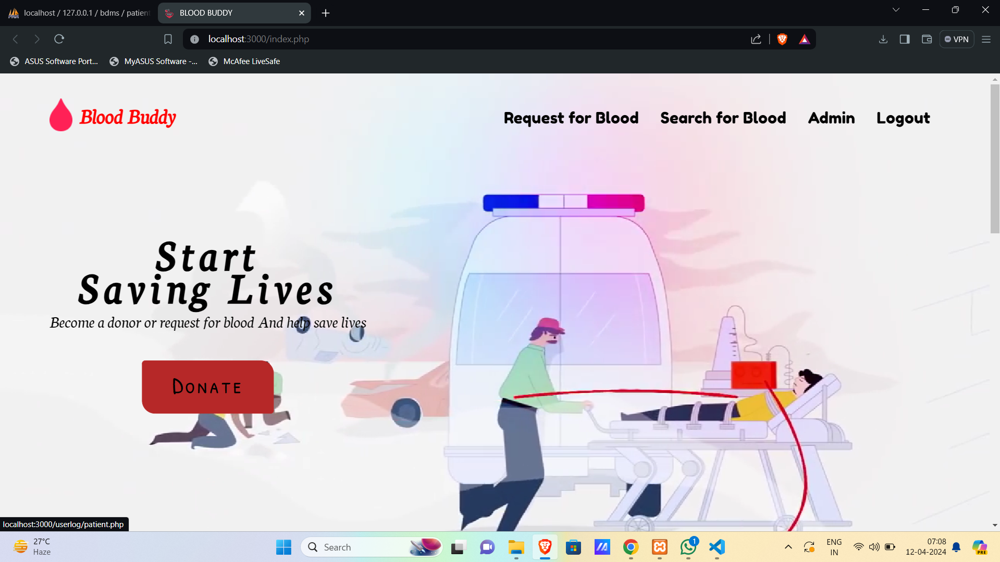 localhost / 127.0.0.1 / bdms / patient
BLOOD BUDDY
localhost:3000/index.php
VPN
ASUS Software Port...
MyASUS Software -...
McAfee LiveSafe
Blood Buddy
Request for Blood
Search for Blood
Admin
Logout
Start
Saving Lives
Become a donor or request for blood And help save lives
Donate
localhost:3000/userlog/patient.php
27°C
Haze
Search
1
ENG
IN
07:08
12-04-2024
PRE